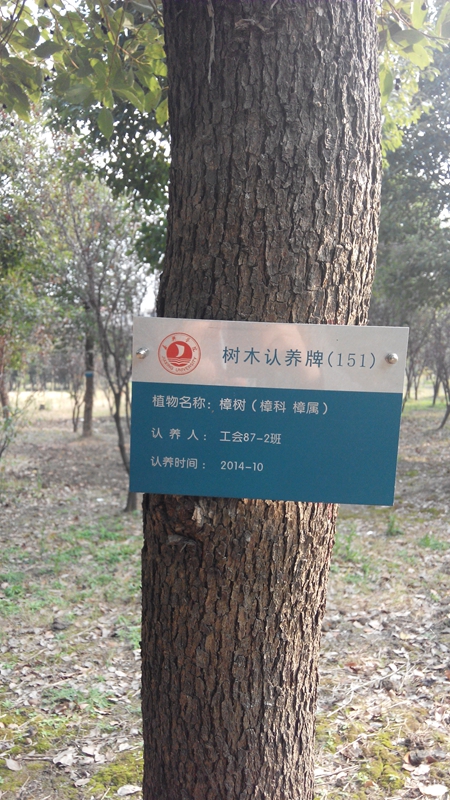 树木认养牌(151)
植物名称：樟树（樟科 樟属）
认 养 人： 工会87-2班
认养时间： 2014-10